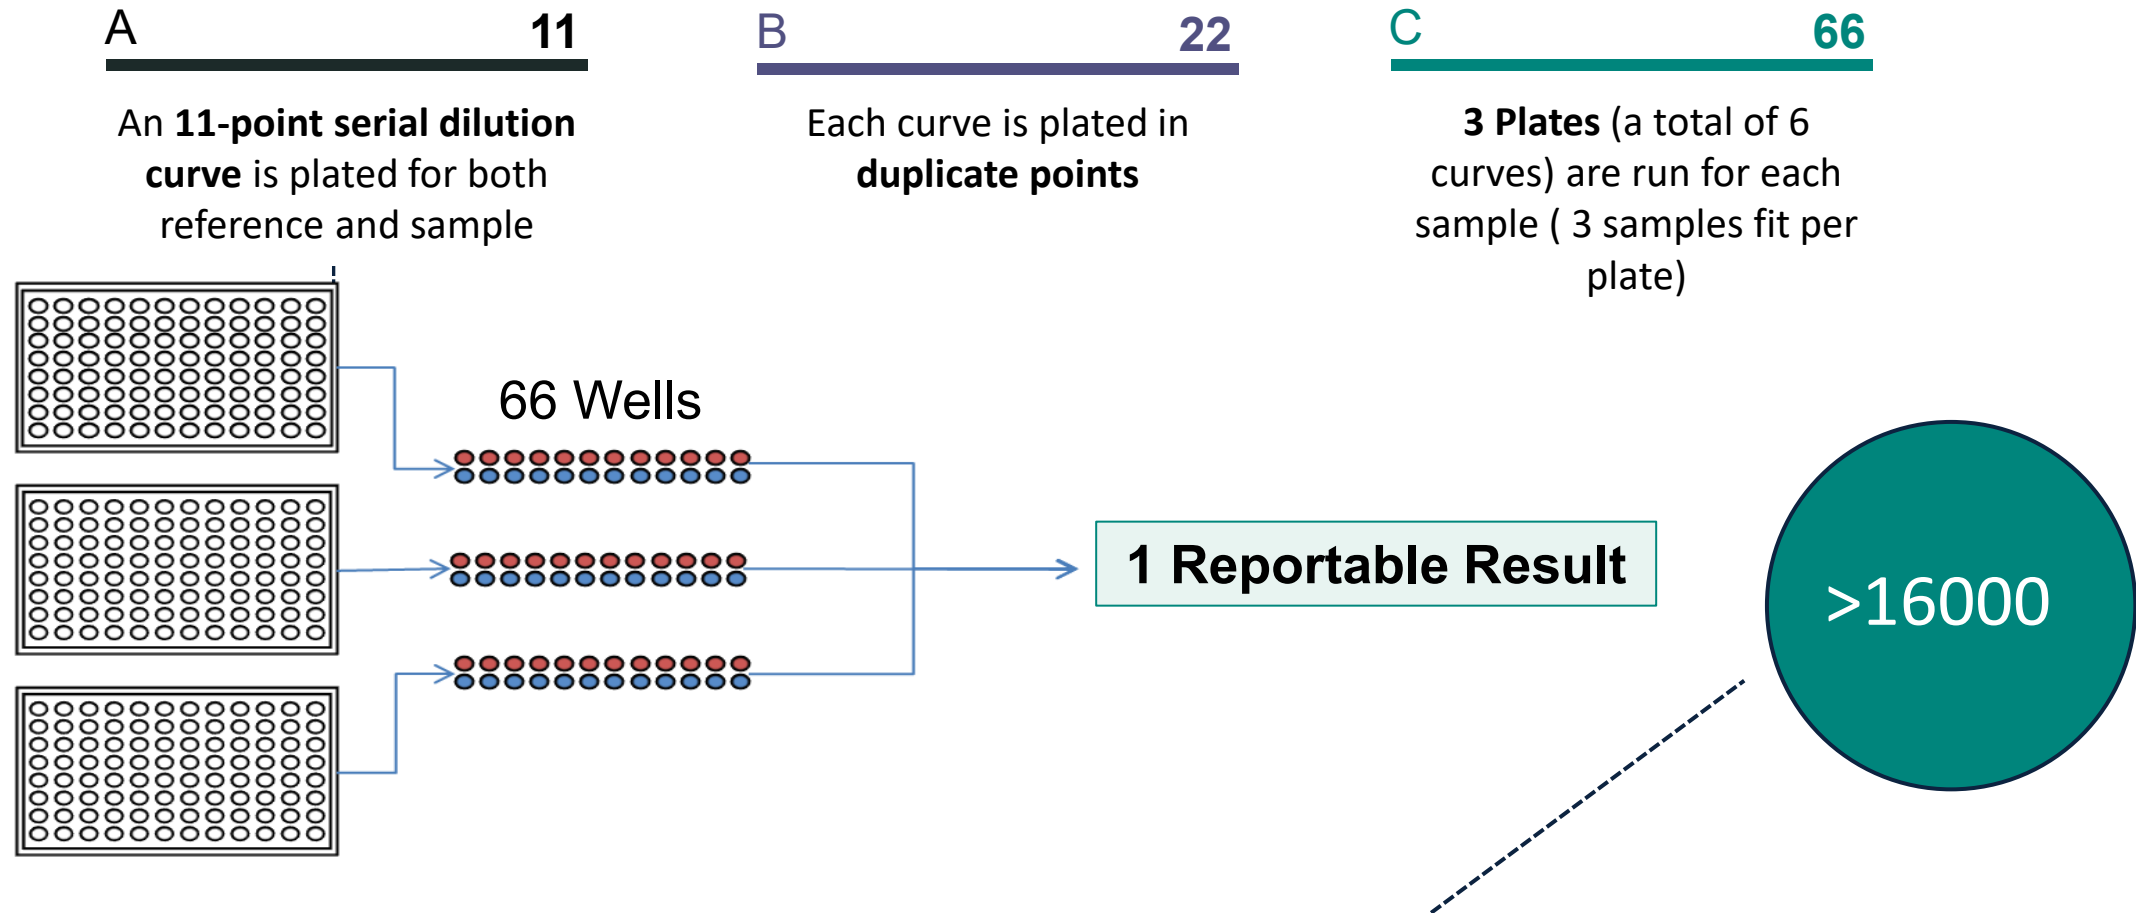 A 11
An 11-point serial dilution
curve is plated for both
reference and sample
B 22
Each curve is plated in
duplicate points
C 66
3 Plates (a total of 6
curves) are run for each
sample ( 3 samples fit per
plate)
66 Wells
1 Reportable Result
>16000